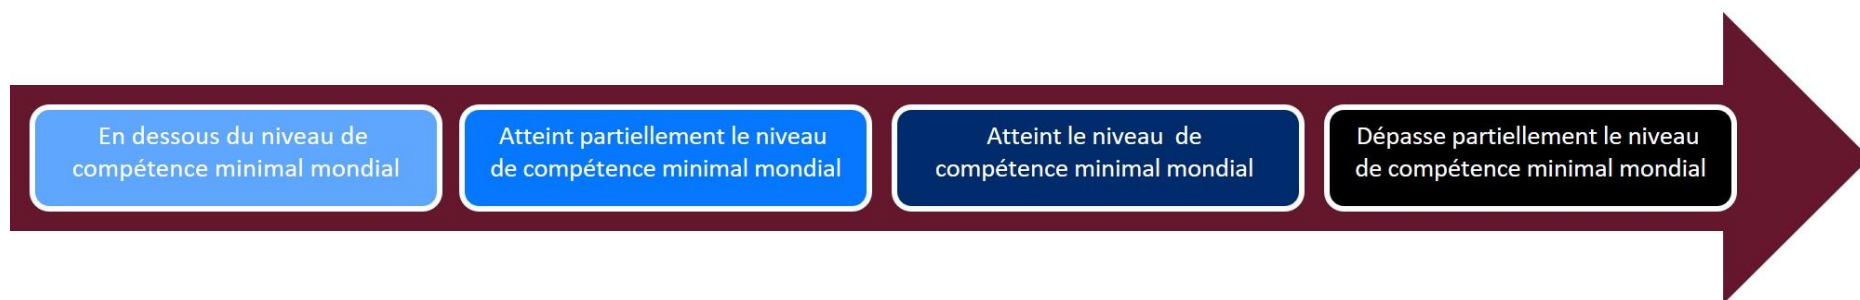 En dessous du niveau de
compétence minimal mondial
Atteint partiellement le niveau
de compétence minimal mondial
Atteint le niveau de
compétence minimal mondial
Dépasse partiellement le niveau
de compétence minimal mondial